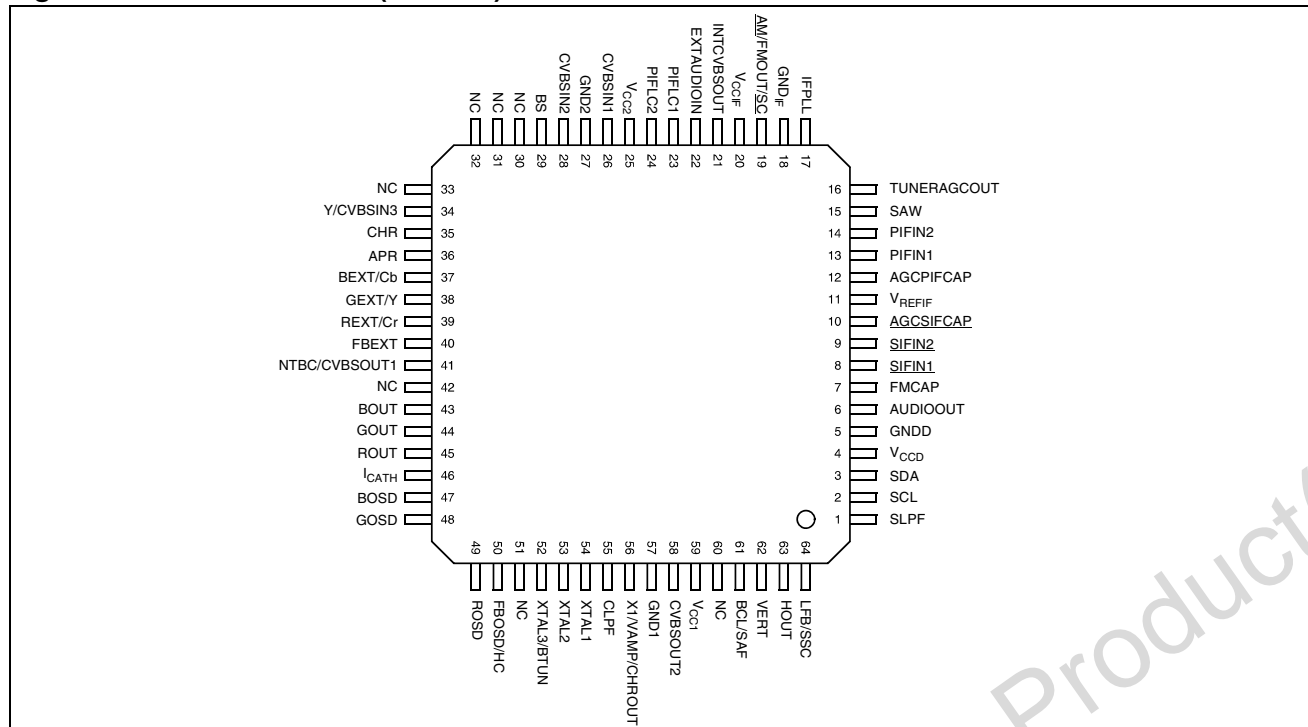 NC
NC
NC
BS
CVBSIN2
GND2
CVBSIN1
VCC2
PIFLC2
PIFLC1
EXTAUDIOIN
INTCVBSOUT
VCCIF
AM/FMOUT/SC
GNDIF
IFPLL
32
31
30
29
28
27
26
25
24
23
22
21
20
19
18
17
NC 33
Y/CVBSIN3 34
CHR 35
APR 36
BEXT/Cb 37
GEXT/Y 38
REXT/Cr 39
FBEXT 40
NTBC/CVBSOUT1 41
NC 42
BOUT 43
GOUT 44
ROUT 45
ICATH 46
BOSD 47
GOSD 48
16 TUNERAGCOUT
15 SAW
14 PIFIN2
13 PIFIN1
12 AGCPIFCAP
11 VREFIF
10 AGCSIFCAP
9 SIFIN2
8 SIFIN1
7 FMCAP
6 AUDIOOUT
5 GNDD
4 VCCD
3 SDA
2 SCL
1 SLPF
49
50
51
52
53
54
55
56
57
58
59
60
61
62
63
64
ROSD
FBOSD/HC
NC
XTAL3/BTUN
XTAL2
XTAL1
CLPF
X1/VAMP/CHROUT
GND1
CVBSOUT2
VCC1
NC
BCL/SAF
VERT
HOUT
LFB/SSC